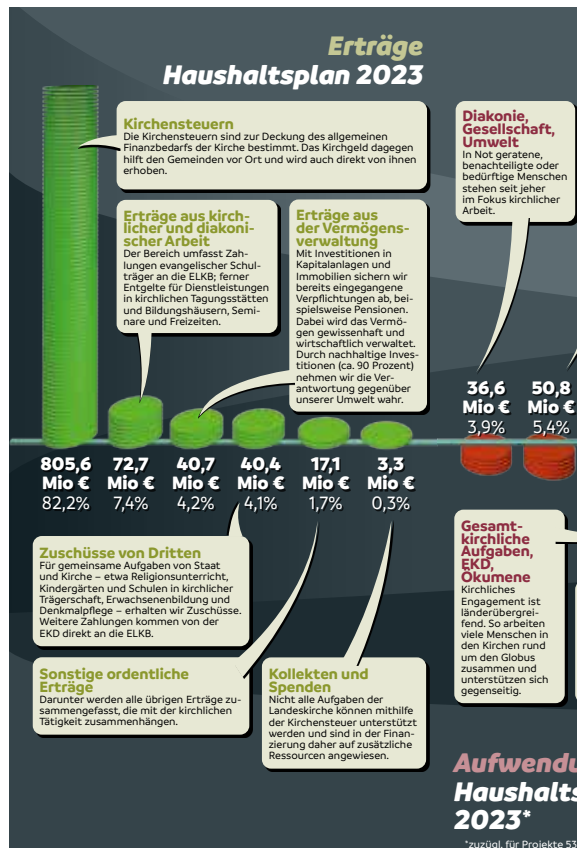 Erträge
Haushaltsplan 2023
Kirchensteuern
Die Kirchensteuern sind zur Deckung des allgemeinen
Finanzbedarfs der Kirche bestimmt. Das Kirchgeld dagegen
hilft den Gemeinden vor Ort und wird auch direkt von ihnen
erhoben.
Erträge aus kirch-
licher und diakoni-
scher Arbeit
Der Bereich umfasst Zah-
lungen evangelischer Schul-
träger an die ELKB; ferner
Entgelte für Dienstleistungen
in kirchlichen Tagungsstätten
und Bildungshäusern, Semi-
nare und Freizeiten.
Erträge aus
der Vermögens-
verwaltung
Mit Investitionen in
Kapitalanlagen und
Immobilien sichern wir
bereits eingegangene
Verpflichtungen ab, bei-
spielsweise Pensionen.
Dabei wird das Vermö-
gen gewissenhaft und
wirtschaftlich verwaltet.
Durch nachhaltige Inves-
titionen (ca. 90 Prozent)
nehmen wir die Ver-
antwortung gegenüber
unserer Umwelt wahr.
805,6
Mio €
82,2%
72,7
Mio €
7,4%
40,7
Mio €
4,2%
40,4
Mio €
4,1%
17,1
Mio €
1,7%
3,3
Mio €
0,3%
Zuschüsse von Dritten
Für gemeinsame Aufgaben von Staat
und Kirche – etwa Religionsunterricht,
Kindergärten und Schulen in kirchlicher
Trägerschaft, Erwachsenenbildung und
Denkmalpflege – erhalten wir Zuschüsse.
Weitere Zahlungen kommen von der
EKD direkt an die ELKB.
Sonstige ordentliche
Erträge
Darunter werden alle übrigen Erträge zu-
sammengefasst, die mit der kirchlichen
Tätigkeit zusammenhängen.
Kollekten und
Spenden
Nicht alle Aufgaben der
Landeskirche können mithilfe
der Kirchensteuer unterstützt
werden und sind in der Finan-
zierung daher auf zusätzliche
Ressourcen angewiesen.
Diakonie,
Gesellschaft,
Umwelt
In Not geratene,
benachteiligte oder
bedürftige Menschen
stehen seit jeher
im Fokus kirchlicher
Arbeit.
36,6
Mio €
3,9%
50,8
Mio €
5,4%
Gesamt-
kirchliche
Aufgaben,
EKD,
Ökumene
Kirchliches
Engagement ist
länderübergrei-
fend. So arbeiten
viele Menschen in
den Kirchen rund
um den Globus
zusammen und
unterstützen sich
gegenseitig.
Aufwendu
Haushalts
2023*
*zuzügl. für Projekte 53